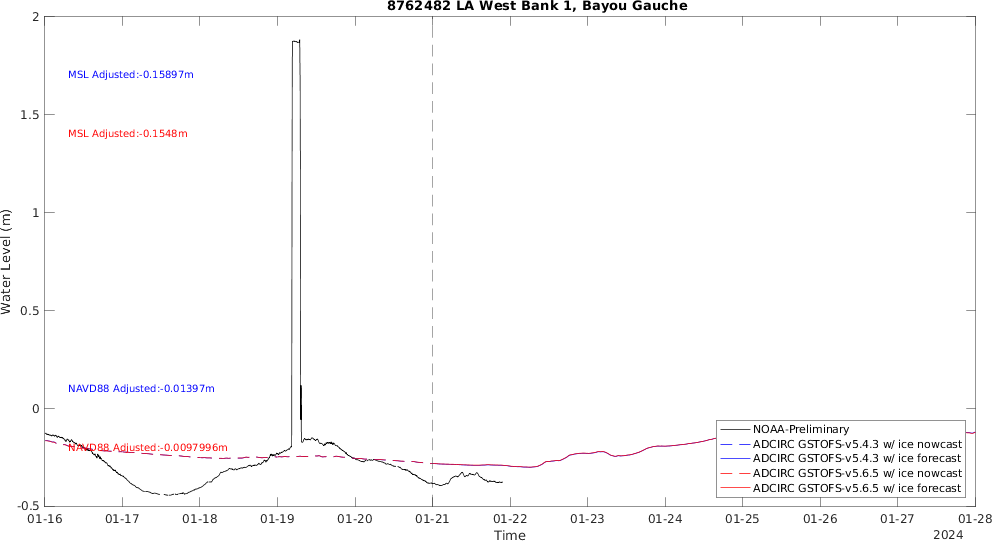 8762482 LA West Bank 1, Bayou Gauche
2
1.5
1
0.5
0
-0.5
Water Level (m)
MSL Adjusted:-0.15897m
MSL Adjusted:-0.1548m
NAVD88 Adjusted:-0.01397m
NAVD88 Adjusted:-0.0097996m
NOAA-Preliminary
ADCIRC GSTOFS-v5.4.3 w/ ice nowcast
ADCIRC GSTOFS-v5.4.3 w/ ice forecast
ADCIRC GSTOFS-v5.6.5 w/ ice nowcast
ADCIRC GSTOFS-v5.6.5 w/ ice forecast
01-16 01-17 01-18 01-19 01-20 01-21 01-22 01-23 01-24 01-25 01-26 01-27 01-28
Time
2024